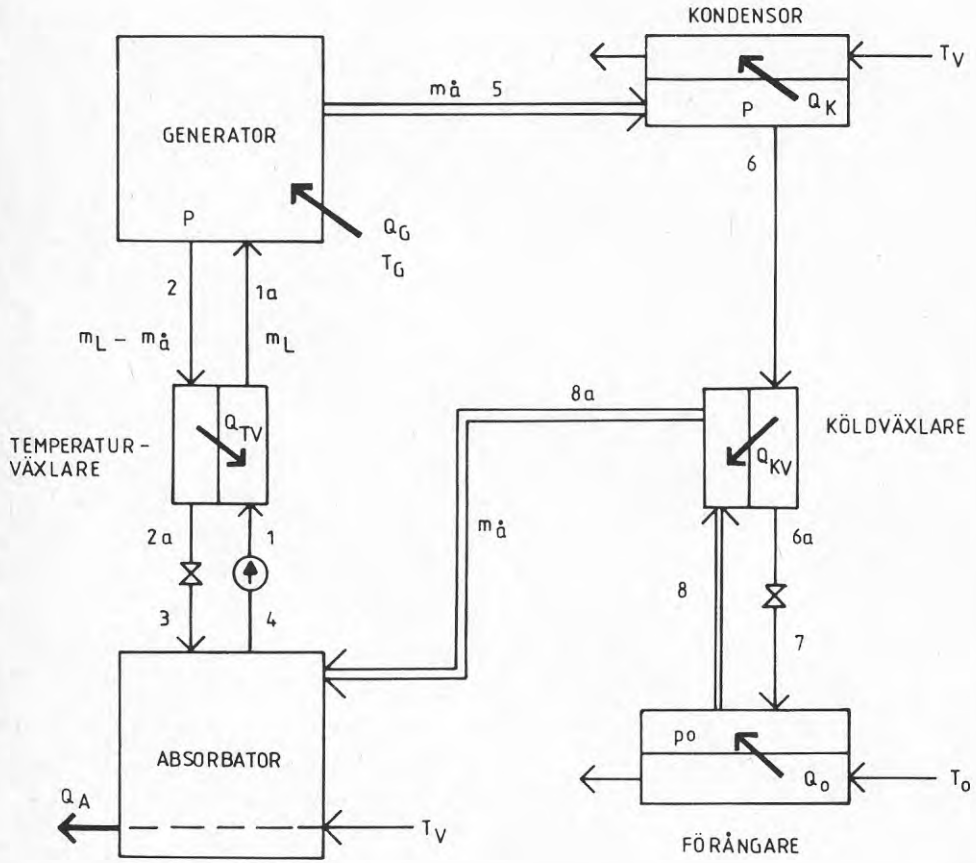 KONDENSOR
T_V
Q_K
P
må 5
GENERATOR
P
Q_G
T_G
6
2
1a
m_L - må
m_L
8a
Q_TV
TEMPERATUR-
VÄXLARE
KÖLDVÄXLARE
Q_KV
2a
1
må
6a
8
3
4
7
ABSORBATOR
po
Q_o
T_o
Q_A
T_V
FÖRÅNGARE